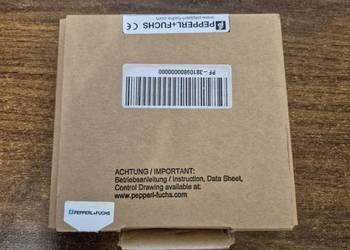 PEPPERL+FUCHS
www.pepperl-fuchs.com
CE
ACHTUNG / IMPORTANT:
Betriebsanleitung / Instruction, Data Sheet,
Control Drawing available at:
www.pepperl-fuchs.com
PEPPERL+FUCHS